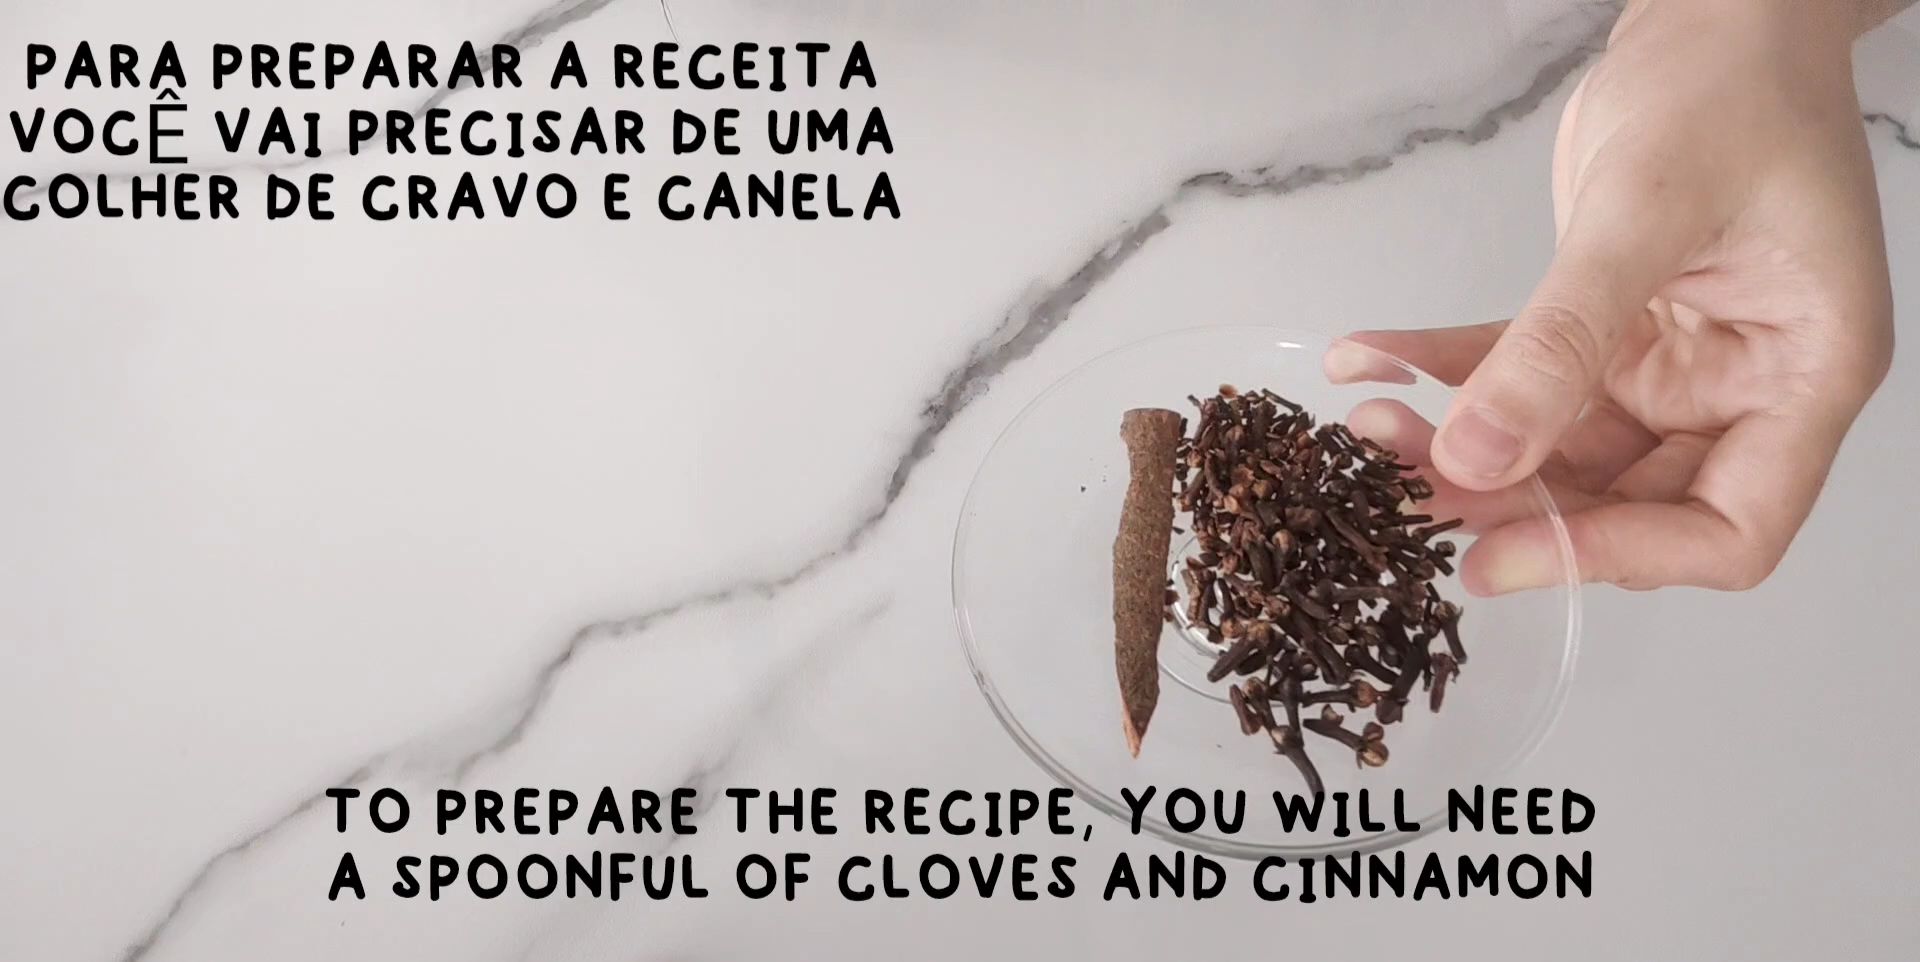 PARA PREPARAR A RECEITA
VOCÊ VAI PRECISAR DE UMA
COLHER DE CRAVO E CANELA
TO PREPARE THE RECIPE, YOU WILL NEED
A SPOONFUL OF CLOVES AND CINNAMON